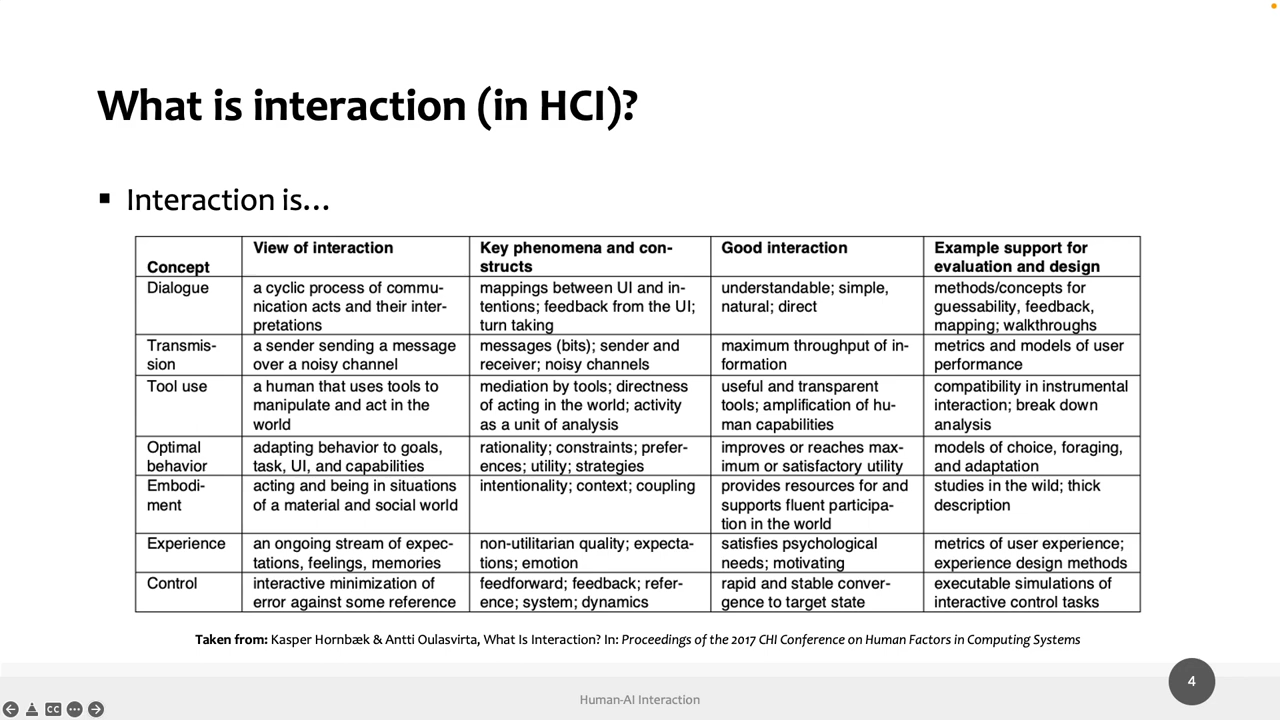 What is interaction (in HCI)?
▪ Interaction is...
Concept
View of interaction
Key phenomena and con-
structs
Good interaction
Example support for
evaluation and design
Dialogue
a cyclic process of commu-
nication acts and their inter-
pretations
mappings between UI and in-
tentions; feedback from the UI;
turn taking
understandable; simple,
natural; direct
methods/concepts for
guessability, feedback,
mapping; walkthroughs
Transmis-
sion
a sender sending a message
over a noisy channel
messages (bits); sender and
receiver; noisy channels
maximum throughput of in-
formation
metrics and models of user
performance
Tool use
a human that uses tools to
manipulate and act in the
world
mediation by tools; directness
of acting in the world; activity
as a unit of analysis
useful and transparent
tools; amplification of hu-
man capabilities
compatibility in instrumental
interaction; break down
analysis
Optimal
behavior
adapting behavior to goals,
task, UI, and capabilities
rationality; constraints; prefer-
ences; utility; strategies
improves or reaches max-
imum or satisfactory utility
models of choice, foraging,
and adaptation
Embodi-
ment
acting and being in situations
of a material and social world
intentionality; context; coupling
provides resources for and
supports fluent participa-
tion in the world
studies in the wild; thick
description
Experience
an ongoing stream of expec-
tations, feelings, memories
non-utilitarian quality; expecta-
tions; emotion
satisfies psychological
needs; motivating
metrics of user experience;
experience design methods
Control
interactive minimization of
error against some reference
feedforward; feedback; refer-
ence; system; dynamics
rapid and stable conver-
gence to target state
executable simulations of
interactive control tasks
Taken from: Kasper Hornbæk & Antti Oulasvirta, What Is Interaction? In: Proceedings of the 2017 CHI Conference on Human Factors in Computing Systems
4
Human-AI Interaction
CC